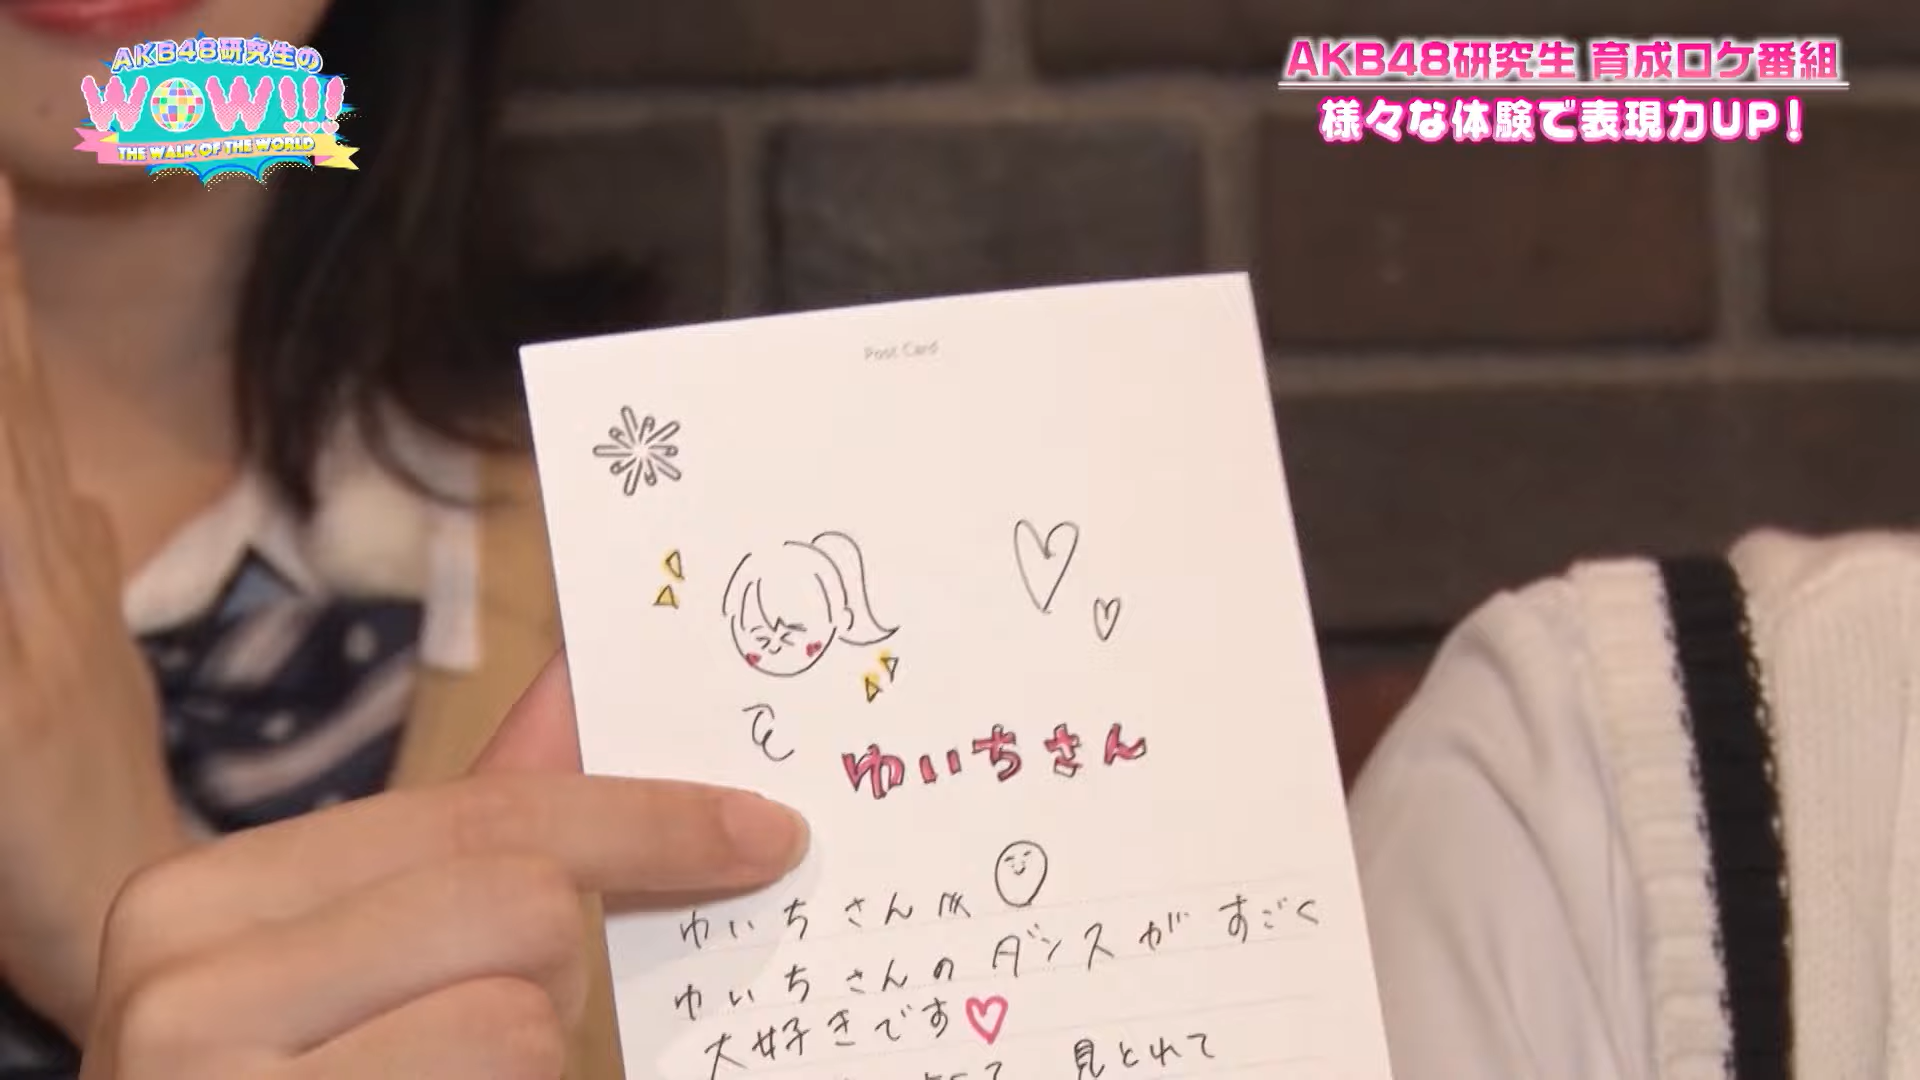 AKB48研究生の
WOW!!!
THE WALK OF THE WORLD
AKB48研究生 育成ロケ番組
様々な体験で表現力UP!
Post Card
ゆいちさん
ゆいちさん
ゆいちさんのダンスがすごく
大好きです♡
見とれて